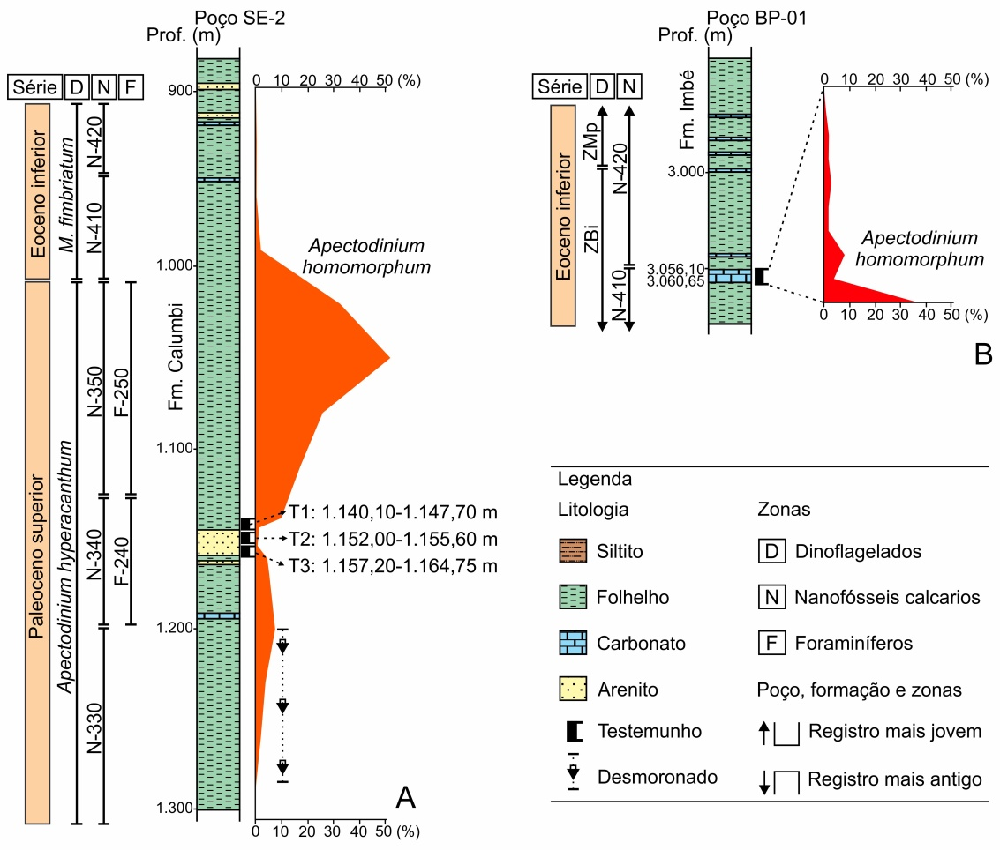 Poço SE-2
Prof. (m)
Série D N F
Eoceno inferior
Paleoceno superior
M. fimbriatum
Apectodinium hyperacanthum
N-420
N-410
N-350
N-340
N-330
F-250
F-240
Fm. Calumbi
900
1.000
1.100
1.200
1.300
0 10 20 30 40 50 (%)
Apectodinium
homomorphum
T1: 1.140,10-1.147,70 m
T2: 1.152,00-1.155,60 m
T3: 1.157,20-1.164,75 m
0 10 20 30 40 50 (%)
A
Poço BP-01
Prof. (m)
Série D N
Eoceno inferior
ZMp
ZBi
N-420
N-410
Fm. Imbé
3.000
3.056,10
3.060,65
0 10 20 30 40 50 (%)
Apectodinium
homomorphum
0 10 20 30 40 50 (%)
B
Legenda
Litologia
Siltito
Folhelho
Carbonato
Arenito
Testemunho
Desmoronado
Zonas
D Dinoflagelados
N Nanofósseis calcarios
F Foraminíferos
Poço, formação e zonas
Registro mais jovem
Registro mais antigo